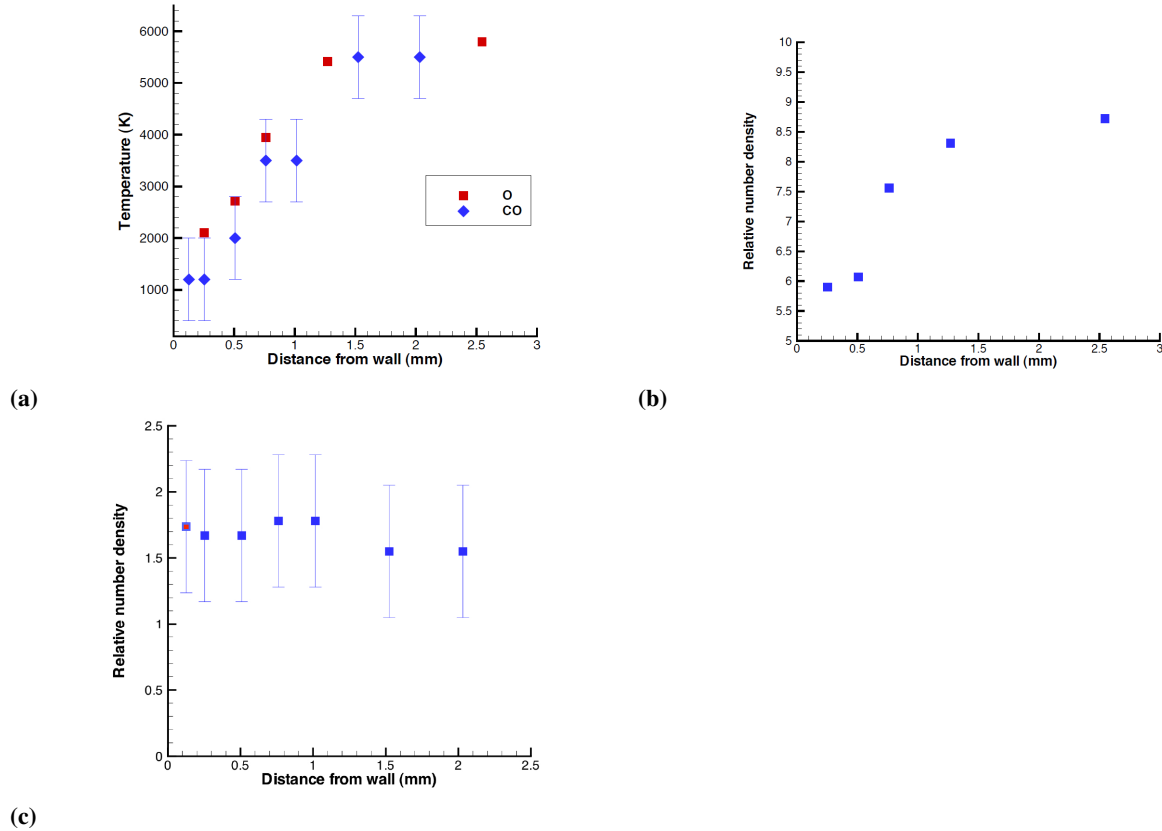 6000
5000
4000
3000
2000
1000
Temperature (K)
O
CO
0 0.5 1 1.5 2 2.5 3
Distance from wall (mm)
(a)
10
9.5
9
8.5
8
7.5
7
6.5
6
5.5
5
Relative number density
0 0.5 1 1.5 2 2.5 3
Distance from wall (mm)
(b)
2.5
2
1.5
1
0.5
0
Relative number density
0 0.5 1 1.5 2 2.5
Distance from wall (mm)
(c)